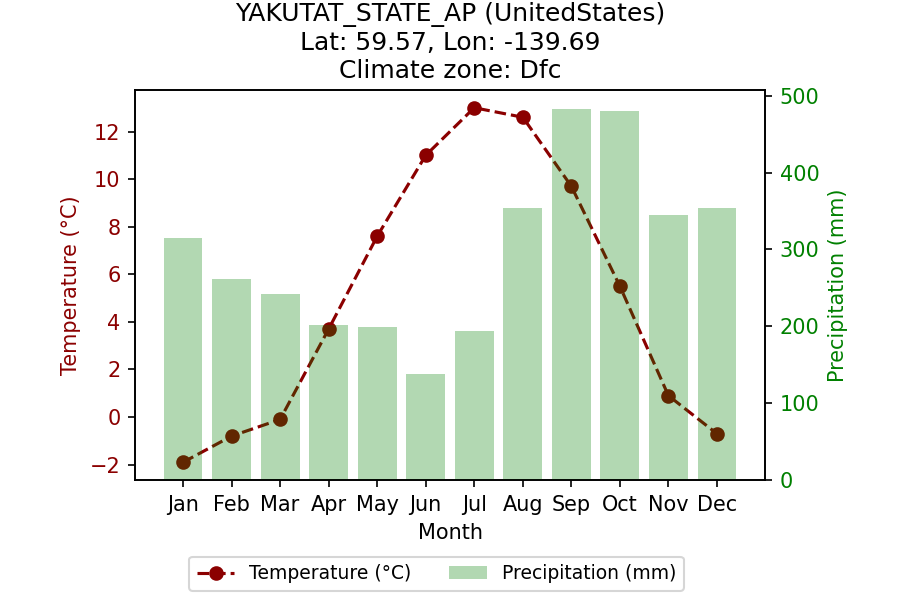 YAKUTAT_STATE_AP (UnitedStates)
Lat: 59.57, Lon: -139.69
Climate zone: Dfc
12
10
8
6
4
2
0
−2
Temperature (°C)
500
400
300
200
100
0
Precipitation (mm)
Jan Feb Mar Apr May Jun Jul Aug Sep Oct Nov Dec
Month
Temperature (°C) Precipitation (mm)